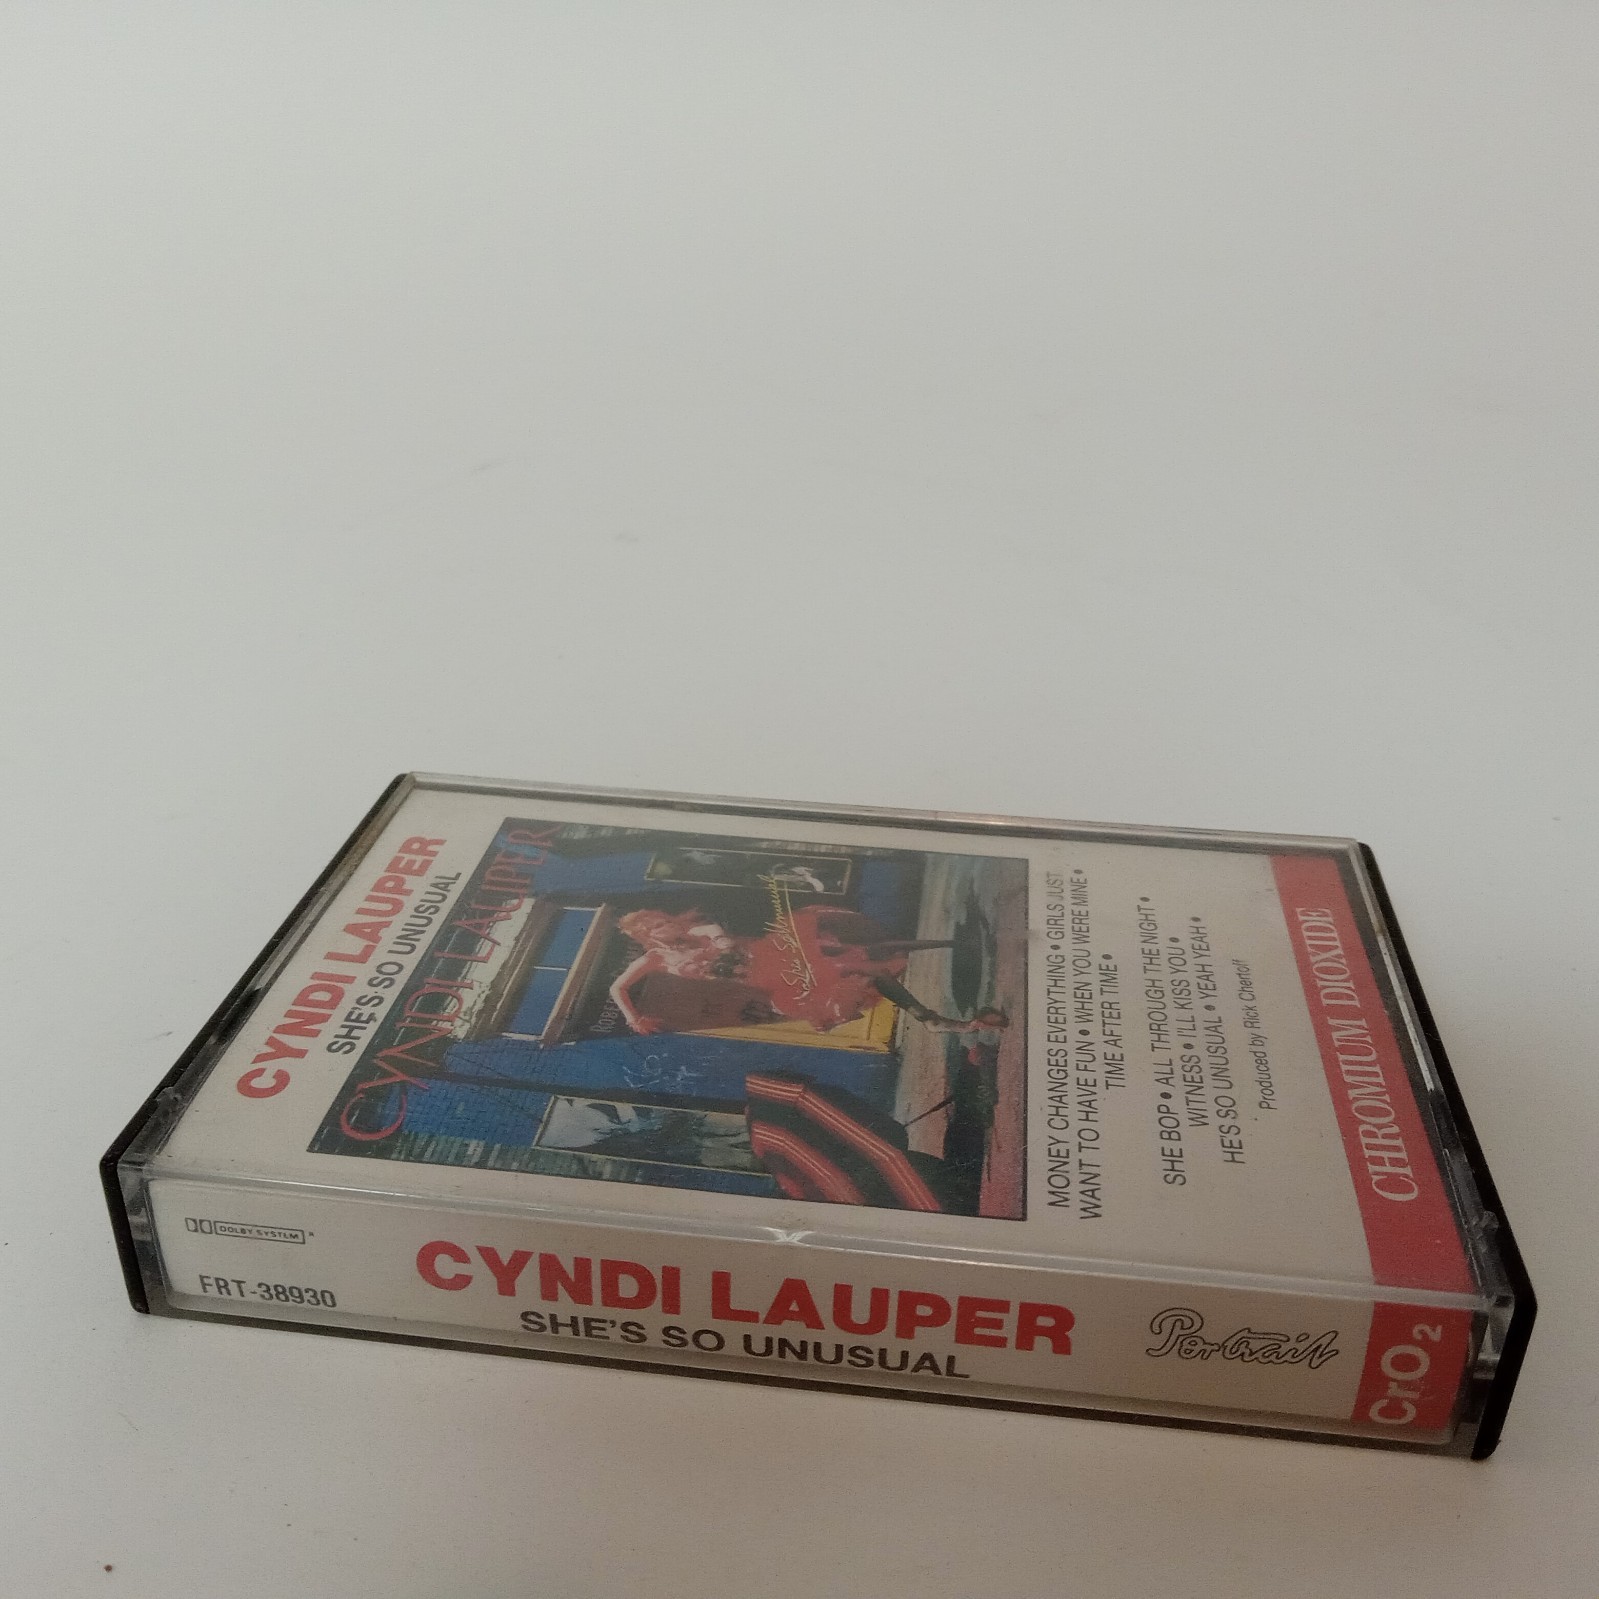 CYNDI LAUPER
SHE'S SO UNUSUAL
CYNDI LAUPER
She's So Unusual
MONEY CHANGES EVERYTHING • GIRLS JUST
WANT TO HAVE FUN • WHEN YOU WERE MINE •
TIME AFTER TIME •
SHE BOP • ALL THROUGH THE NIGHT •
WITNESS • I'LL KISS YOU •
HE'S SO UNUSUAL • YEAH YEAH •
Produced by Rick Chertoff
CHROMIUM DIOXIDE
DOLBY SYSTEM
FRT-38930
CYNDI LAUPER
SHE'S SO UNUSUAL
Portrait
CrO₂